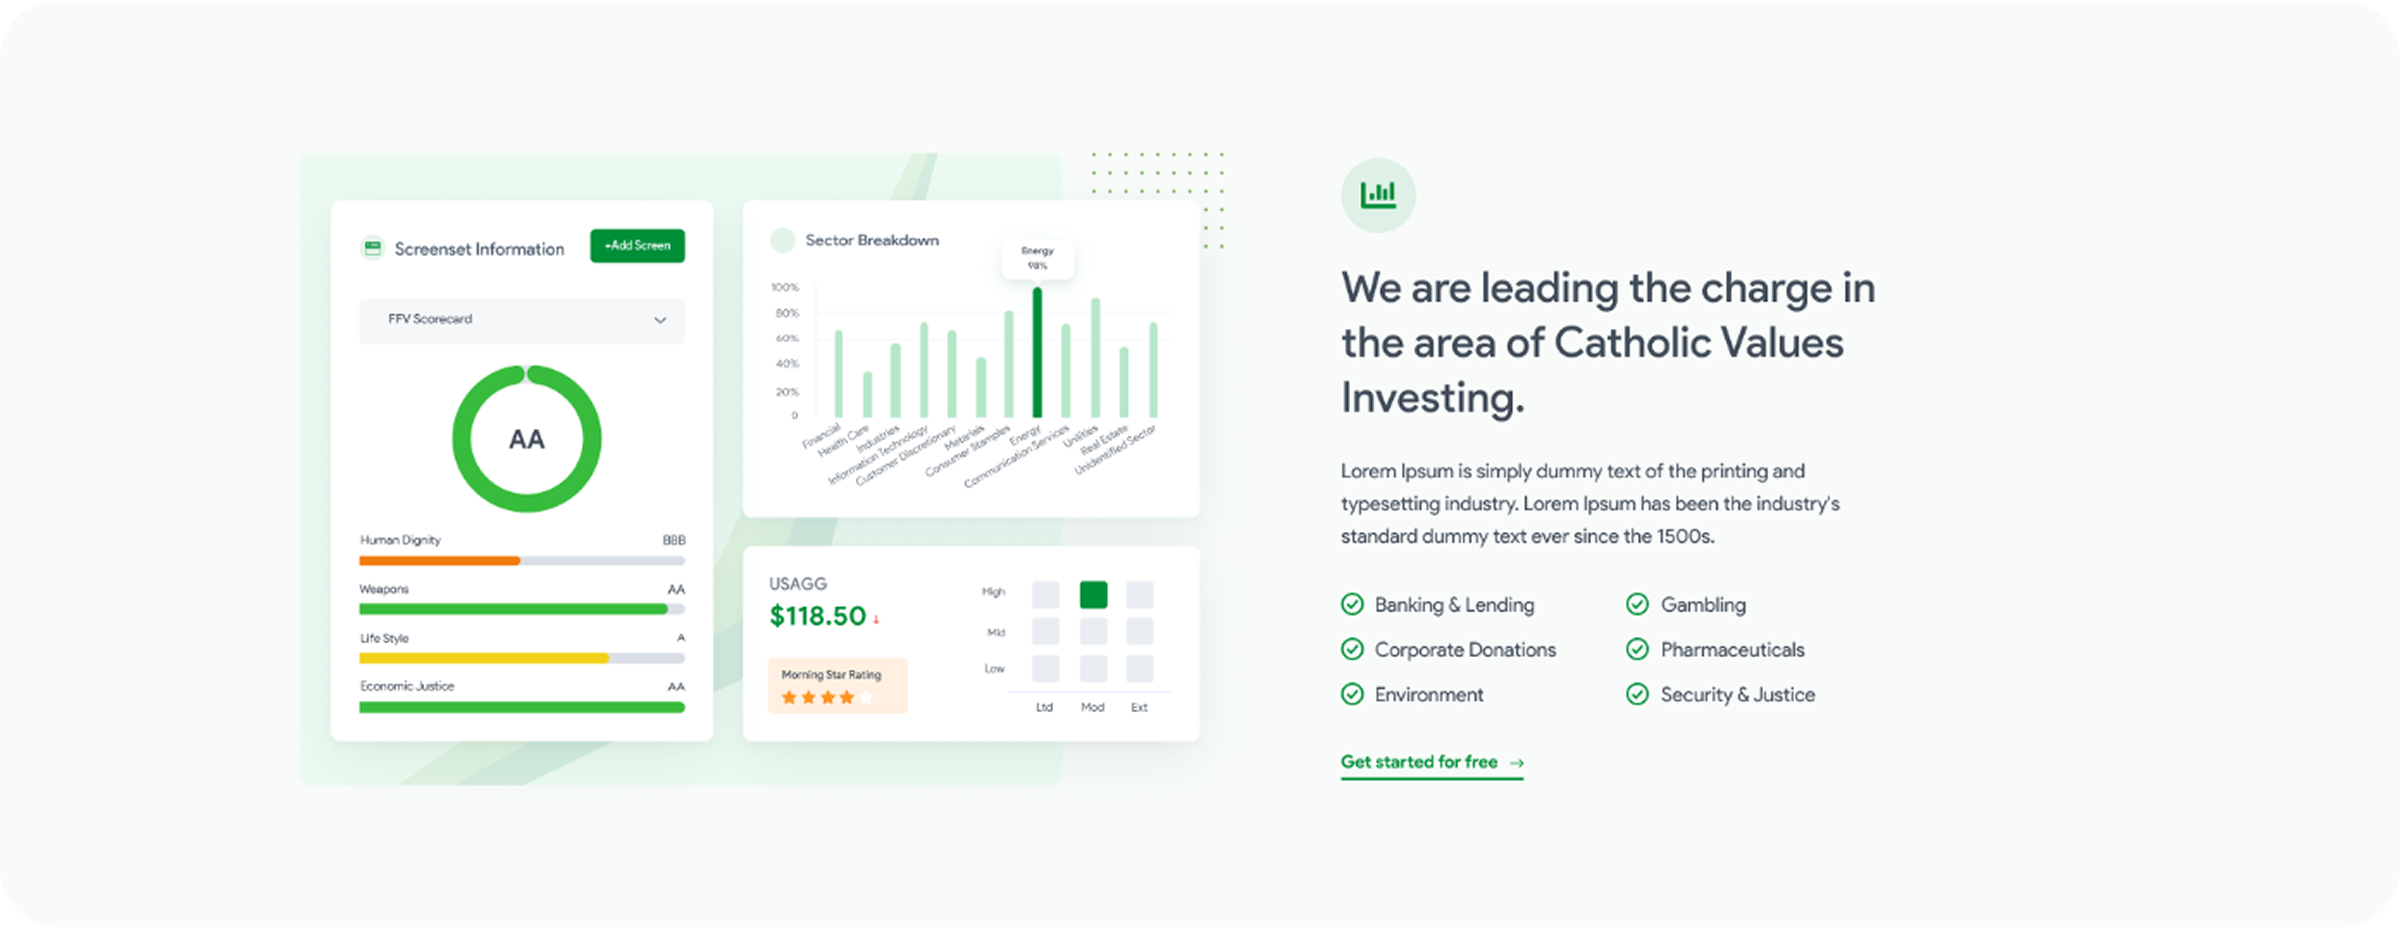 Screenset Information
+Add Screen
FFV Scorecard
AA
Human Dignity
BBB
Weapons
AA
Life Style
A
Economic Justice
AA
Sector Breakdown
Energy
98%
100%
80%
60%
40%
20%
0
Financial
Health Care
Industries
Information Technology
Customer Discretionary
Metarials
Consumer Stamples
Energy
Communication Services
Unilities
Real Estate
Unidentified Sector
USAGG
$118.50 ↓
Morning Star Rating
High
Mid
Low
Ltd
Mod
Ext
We are leading the charge in
the area of Catholic Values
Investing.
Lorem Ipsum is simply dummy text of the printing and
typesetting industry. Lorem Ipsum has been the industry's
standard dummy text ever since the 1500s.
Banking & Lending
Gambling
Corporate Donations
Pharmaceuticals
Environment
Security & Justice
Get started for free →